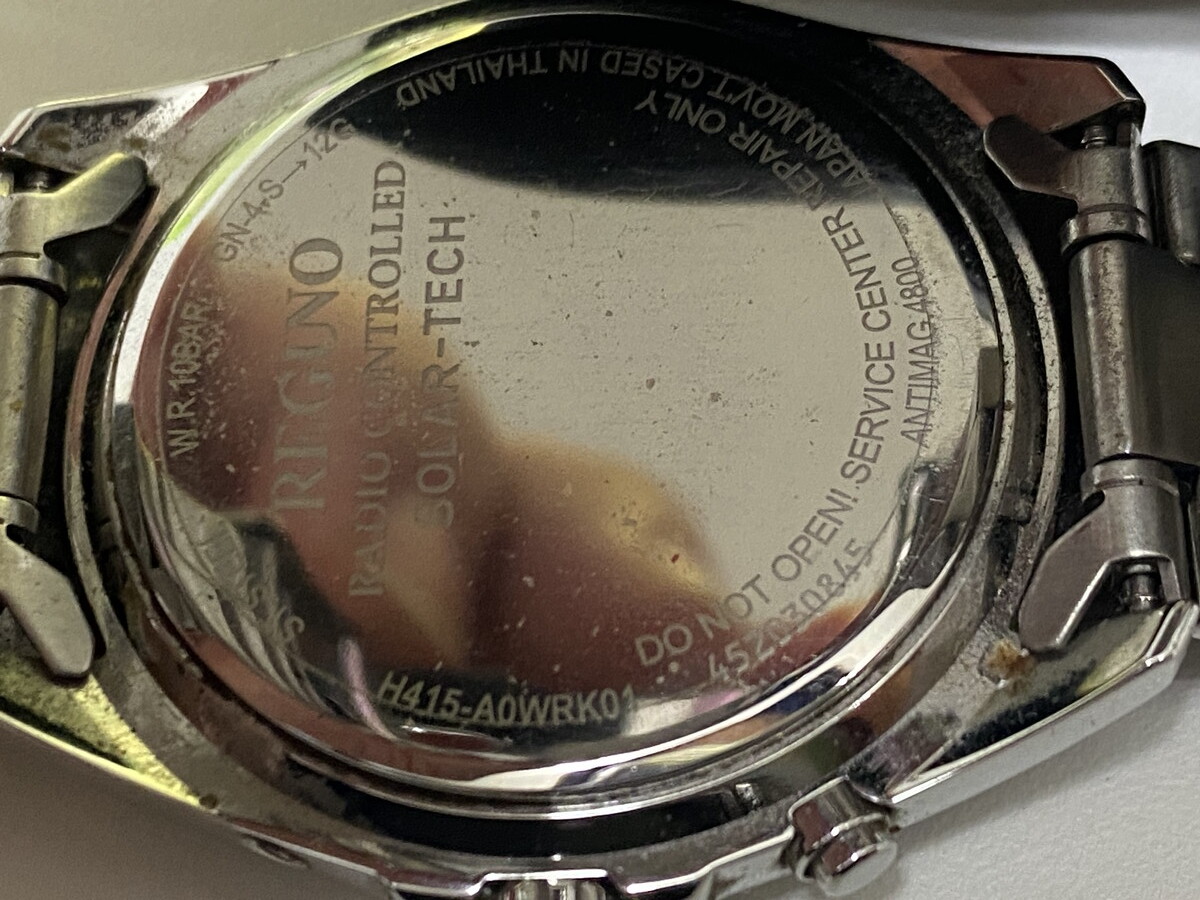 REGUNO
RADIO CONTROLLED
SOLAR-TECH
W.R.10BAR
GN-4-S→12G
JAPAN MOV'T CASED IN THAILAND
DO NOT OPEN! SERVICE CENTER REPAIR ONLY
ANTIMAG.4800
45Z030845
H415-A0WRK01